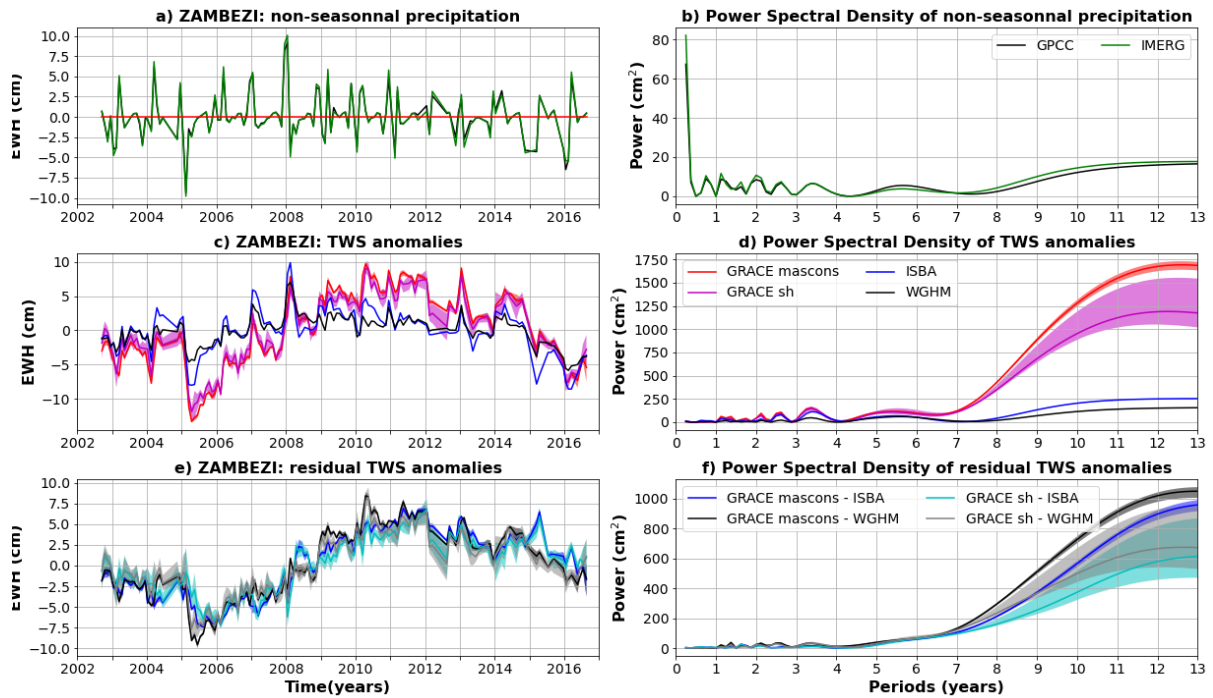 a) ZAMBEZI: non-seasonnal precipitation
10.0
7.5
5.0
2.5
0.0
−2.5
−5.0
−7.5
−10.0
EWH (cm)
2002 2004 2006 2008 2010 2012 2014 2016
b) Power Spectral Density of non-seasonnal precipitation
GPCC IMERG
80
60
40
20
0
Power (cm²)
0 1 2 3 4 5 6 7 8 9 10 11 12 13
c) ZAMBEZI: TWS anomalies
10
5
0
−5
−10
EWH (cm)
2002 2004 2006 2008 2010 2012 2014 2016
d) Power Spectral Density of TWS anomalies
GRACE mascons ISBA
GRACE sh WGHM
1750
1500
1250
1000
750
500
250
0
Power (cm²)
0 1 2 3 4 5 6 7 8 9 10 11 12 13
e) ZAMBEZI: residual TWS anomalies
10.0
7.5
5.0
2.5
0.0
−2.5
−5.0
−7.5
−10.0
EWH (cm)
2002 2004 2006 2008 2010 2012 2014 2016
Time(years)
f) Power Spectral Density of residual TWS anomalies
GRACE mascons - ISBA GRACE sh - ISBA
GRACE mascons - WGHM GRACE sh - WGHM
1000
800
600
400
200
0
Power (cm²)
0 1 2 3 4 5 6 7 8 9 10 11 12 13
Periods (years)